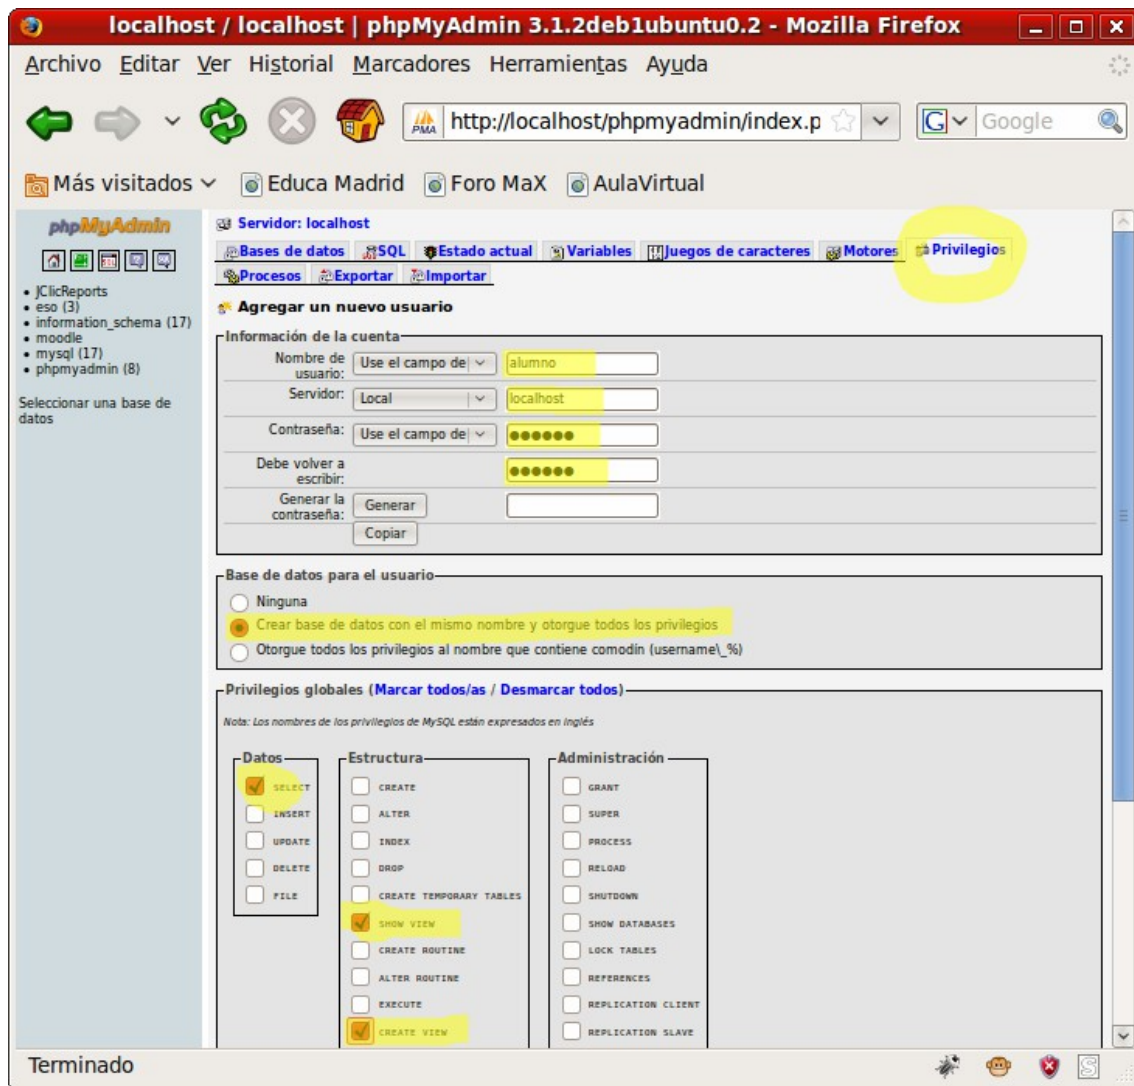 localhost / localhost | phpMyAdmin 3.1.2deb1ubuntu0.2 - Mozilla Firefox
Archivo Editar Ver Historial Marcadores Herramientas Ayuda
PMA http://localhost/phpmyadmin/index.p G Google
Más visitados Educa Madrid Foro MaX AulaVirtual
phpMyAdmin
JClicReports
eso (3)
information_schema (17)
moodle
mysql (17)
phpmyadmin (8)
Seleccionar una base de
datos
Servidor: localhost
Bases de datos SQL Estado actual Variables Juegos de caracteres Motores Privilegios
Procesos Exportar Importar
Agregar un nuevo usuario
Información de la cuenta
Nombre de
usuario: Use el campo de alumno
Servidor: Local localhost
Contraseña: Use el campo de ●●●●●●
Debe volver a
escribir: ●●●●●●
Generar la
contraseña: Generar
Copiar
Base de datos para el usuario
Ninguna
Crear base de datos con el mismo nombre y otorgue todos los privilegios
Otorgue todos los privilegios al nombre que contiene comodín (username\_%)
Privilegios globales (Marcar todos/as / Desmarcar todos)
Nota: Los nombres de los privilegios de MySQL están expresados en inglés
Datos
SELECT
INSERT
UPDATE
DELETE
FILE
Estructura
CREATE
ALTER
INDEX
DROP
CREATE TEMPORARY TABLES
SHOW VIEW
CREATE ROUTINE
ALTER ROUTINE
EXECUTE
CREATE VIEW
Administración
GRANT
SUPER
PROCESS
RELOAD
SHUTDOWN
SHOW DATABASES
LOCK TABLES
REFERENCES
REPLICATION CLIENT
REPLICATION SLAVE
Terminado